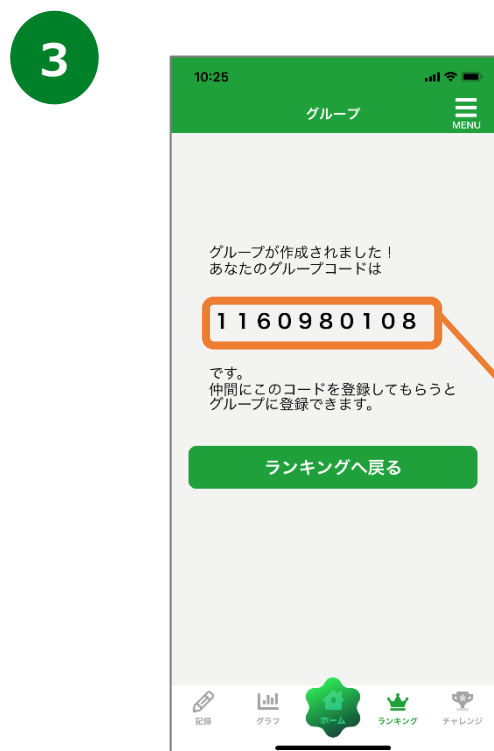 3
10:25
グループ
MENU
グループが作成されました！
あなたのグループコードは
1160980108
です。
仲間にこのコードを登録してもらうと
グループに登録できます。
ランキングへ戻る
記録
グラフ
ホーム
ランキング
チャレンジ